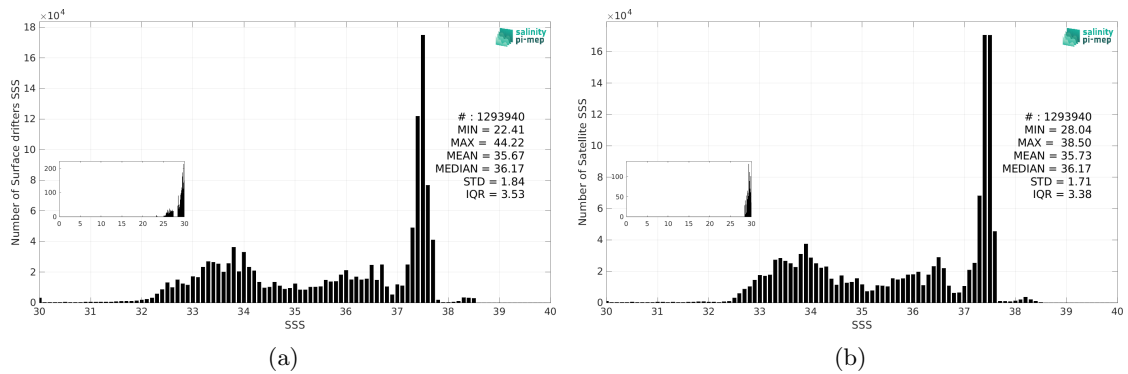 ×10⁴
18
16
14
12
10
8
6
4
2
0
Number of Surface drifters SSS
salinity
pi-mep
# : 1293940
MIN = 22.41
MAX = 44.22
MEAN = 35.67
MEDIAN = 36.17
STD = 1.84
IQR = 3.53
200
100
0
0 5 10 15 20 25 30
30 31 32 33 34 35 36 37 38 39 40
SSS
(a)
×10⁴
16
14
12
10
8
6
4
2
0
Number of Satellite SSS
salinity
pi-mep
# : 1293940
MIN = 28.04
MAX = 38.50
MEAN = 35.73
MEDIAN = 36.17
STD = 1.71
IQR = 3.38
100
50
0
0 5 10 15 20 25 30
30 31 32 33 34 35 36 37 38 39 40
SSS
(b)